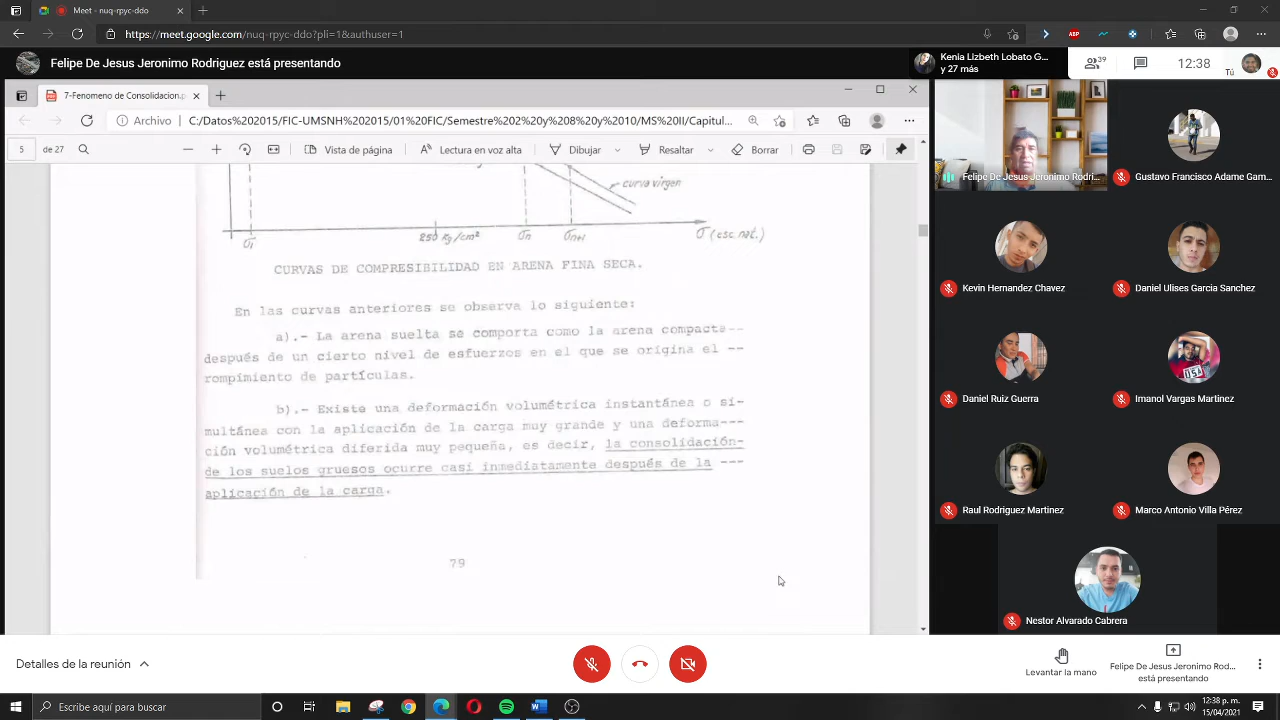 Meet - nuq-rpyc-ddo
https://meet.google.com/nuq-rpyc-ddo?pli=1&authuser=1
ABP
Felipe De Jesus Jeronimo Rodriguez está presentando
Kenia Lizbeth Lobato G...
y 27 más
39
12:38
Tú
7-Fenomeno de Consolidacion.p
Archivo
C:/Datos%202015/FIC-UMSNH%202015/01%20FIC/Semestre%202%20y%208%20y%2010/MS%20II/Capitul...
5
de 27
Vista de página
Lectura en voz alta
Dibujar
Resaltar
Borrar
curva virgen
σ1
250 kg/cm²
σn
σn+1
σ (esc. nat.)
CURVAS DE COMPRESIBILIDAD EN ARENA FINA SECA.
En las curvas anteriores se observa lo siguiente:
a).- La arena suelta se comporta como la arena compacta--
después de un cierto nivel de esfuerzos en el que se origina el --
rompimiento de partículas.
b).- Existe una deformación volumétrica instantánea o si-
multánea con la aplicación de la carga muy grande y una deforma--
ción volumétrica diferida muy pequeña, es decir, la consolidación-
de los suelos gruesos ocurre casi inmediatamente después de la ---
aplicación de la carga.
79
Felipe De Jesus Jeronimo Rodri...
Gustavo Francisco Adame Gam...
Kevin Hernandez Chavez
Daniel Ulises Garcia Sanchez
Daniel Ruiz Guerra
USA
Imanol Vargas Martinez
Raul Rodriguez Martinez
Marco Antonio Villa Pérez
Nestor Alvarado Cabrera
Detalles de la reunión
Levantar la mano
Felipe De Jesus Jeronimo Rod...
está presentando
Escribe aquí para buscar
12:38 p. m.
15/04/2021